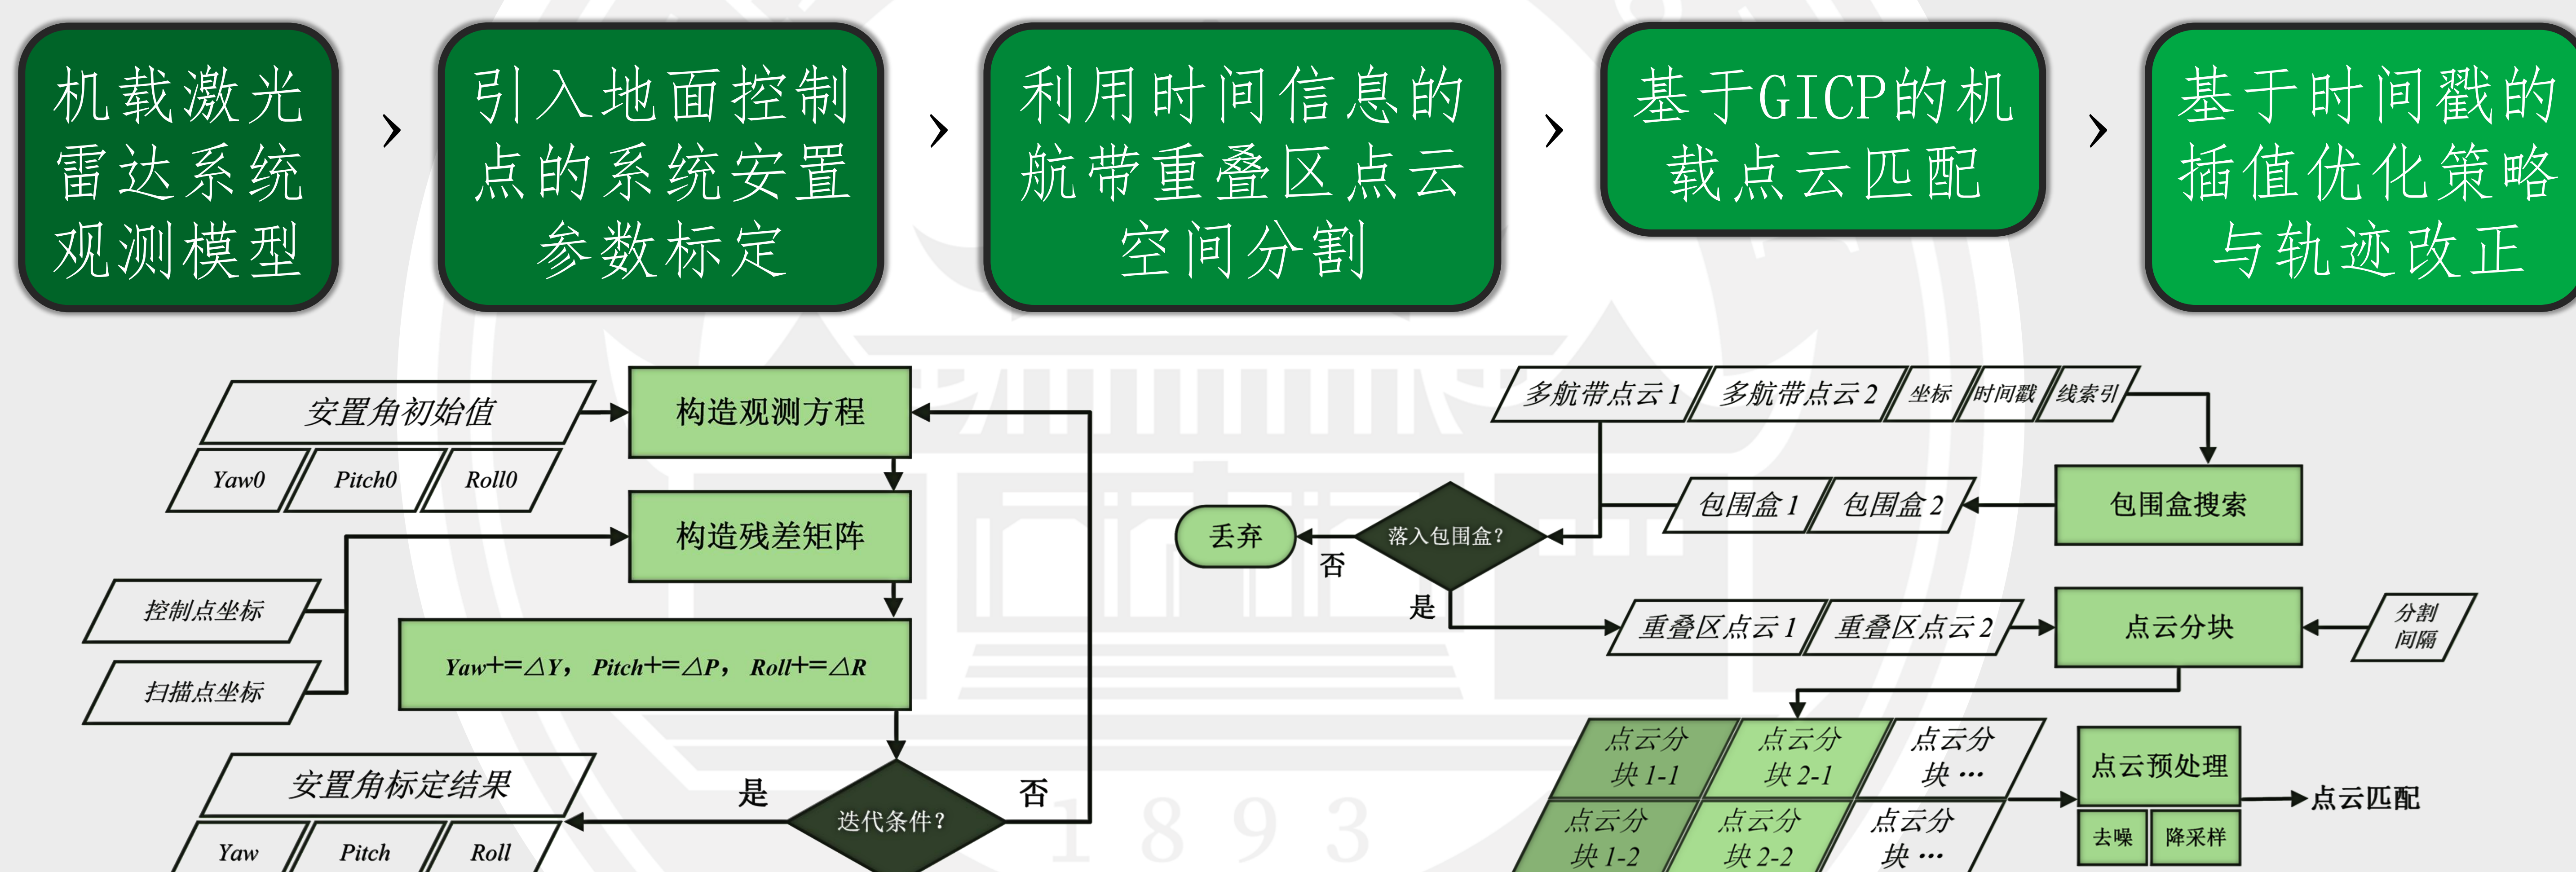 机载激光
雷达系统
观测模型
引入地面控制
点的系统安置
参数标定
利用时间信息的
航带重叠区点云
空间分割
基于GICP的机
载点云匹配
基于时间戳的
插值优化策略
与轨迹改正
安置角初始值
Yaw0 Pitch0 Roll0
构造观测方程
构造残差矩阵
控制点坐标
扫描点坐标
Yaw+=△Y, Pitch+=△P, Roll+=△R
迭代条件?
是
否
安置角标定结果
Yaw Pitch Roll
多航带点云1 多航带点云2 坐标 时间戳 线索引
包围盒搜索
包围盒1 包围盒2
落入包围盒?
否
丢弃
是
重叠区点云1 重叠区点云2
点云分块
分割
间隔
点云分
块1-1
点云分
块2-1
点云分
块…
点云分
块1-2
点云分
块2-2
点云分
块…
点云预处理
去噪 降采样
点云匹配
1893